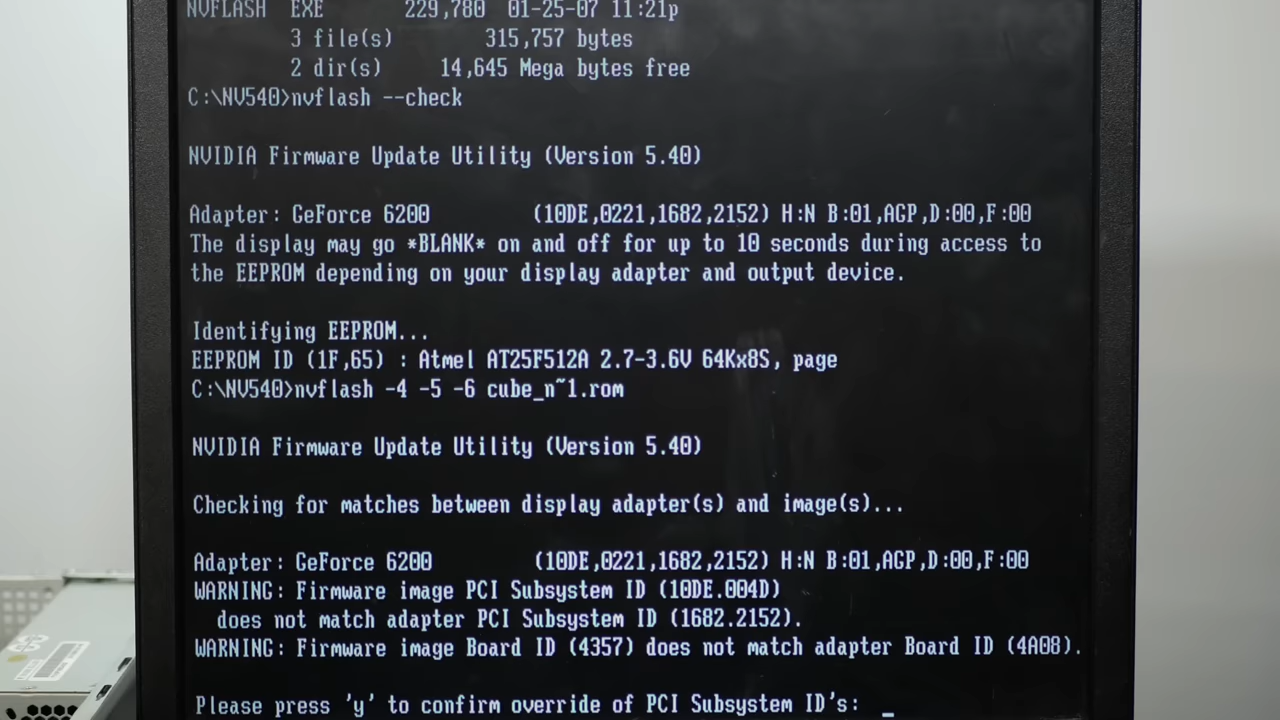 NVFLASH EXE 229,780 01-25-07 11:21p
3 file(s) 315,757 bytes
2 dir(s) 14,645 Mega bytes free
C:\NV540>nvflash --check
NVIDIA Firmware Update Utility (Version 5.40)
Adapter: GeForce 6200 (10DE,0221,1682,2152) H:N B:01,AGP,D:00,F:00
The display may go *BLANK* on and off for up to 10 seconds during access to
the EEPROM depending on your display adapter and output device.
Identifying EEPROM...
EEPROM ID (1F,65) : Atmel AT25F512A 2.7-3.6V 64Kx8S, page
C:\NV540>nvflash -4 -5 -6 cube_n~1.rom
NVIDIA Firmware Update Utility (Version 5.40)
Checking for matches between display adapter(s) and image(s)...
Adapter: GeForce 6200 (10DE,0221,1682,2152) H:N B:01,AGP,D:00,F:00
WARNING: Firmware image PCI Subsystem ID (10DE.004D)
does not match adapter PCI Subsystem ID (1682.2152).
WARNING: Firmware image Board ID (4357) does not match adapter Board ID (4A08).
Please press 'y' to confirm override of PCI Subsystem ID's: _